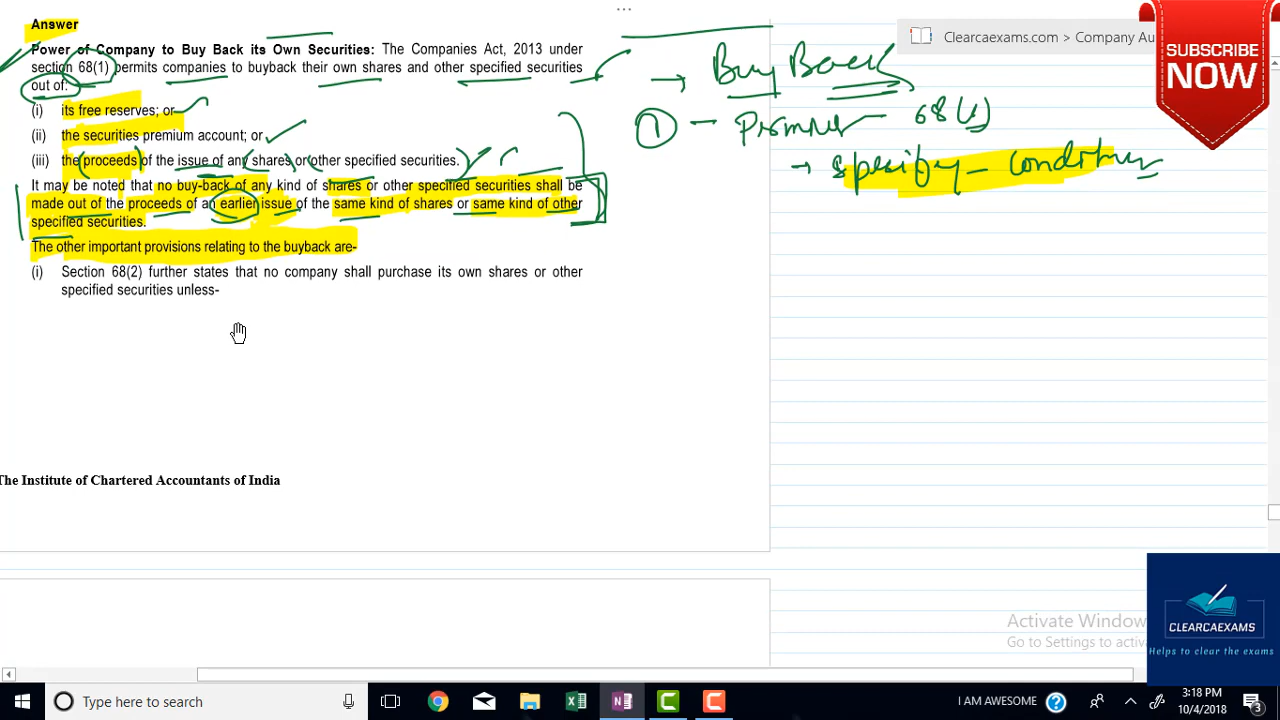 Answer
Power of Company to Buy Back its Own Securities: The Companies Act, 2013 under
section 68(1) permits companies to buyback their own shares and other specified securities
out of:
(i) its free reserves; or
(ii) the securities premium account; or
(iii) the proceeds of the issue of any shares or other specified securities.
It may be noted that no buy-back of any kind of shares or other specified securities shall be
made out of the proceeds of an earlier issue of the same kind of shares or same kind of other
specified securities.
The other important provisions relating to the buyback are-
(i) Section 68(2) further states that no company shall purchase its own shares or other
specified securities unless-
The Institute of Chartered Accountants of India
Clearcaexams.com > Company Au
SUBSCRIBE
NOW
→ Buy Back
① - 68(1)
→ specify - conditions
Activate Window
Go to Settings to activ
CLEARCAEXAMS
Helps to clear the exams
Type here to search
I AM AWESOME
3:18 PM
10/4/2018
3